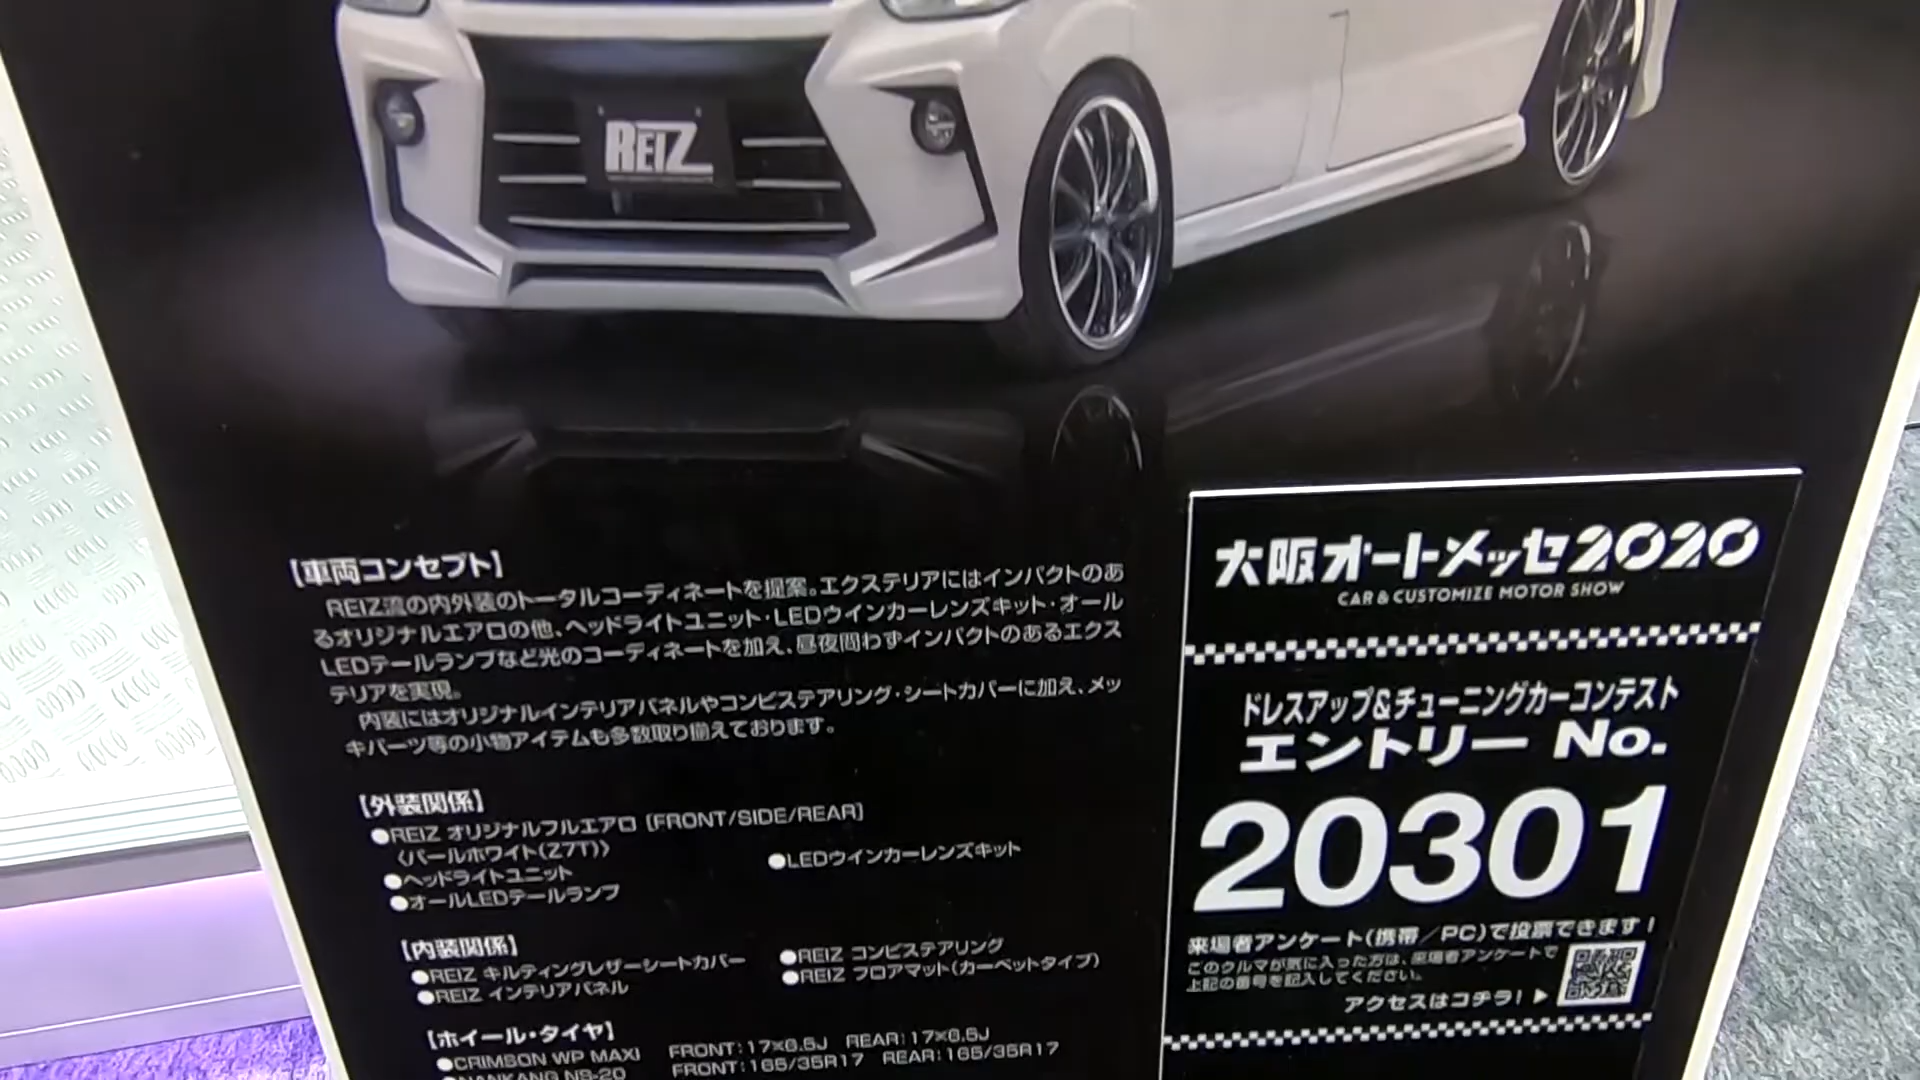 REIZ
【車両コンセプト】
REIZ流の内外装のトータルコーディネートを提案。エクステリアにはインパクトのあ
るオリジナルエアロの他、ヘッドライトユニット・LEDウインカーレンズキット・オール
LEDテールランプなど光のコーディネートを加え、昼夜問わずインパクトのあるエクス
テリアを実現。
内装にはオリジナルインテリアパネルやコンビステアリング・シートカバーに加え、メッ
キパーツ等の小物アイテムも多数取り揃えております。
【外装関係】
●REIZ オリジナルフルエアロ〔FRONT/SIDE/REAR〕
〈パールホワイト(Z7T)〉
●ヘッドライトユニット
●LEDウインカーレンズキット
●オールLEDテールランプ
【内装関係】
●REIZ キルティングレザーシートカバー
●REIZ コンビステアリング
●REIZ インテリアパネル
●REIZ フロアマット(カーペットタイプ)
【ホイール・タイヤ】
●CRIMSON WP MAXI FRONT:17×6.5J REAR:17×6.5J
●NANKANG NS-20 FRONT:165/35R17 REAR:165/35R17
大阪オートメッセ2020
CAR & CUSTOMIZE MOTOR SHOW
ドレスアップ&チューニングカーコンテスト
エントリー No.
20301
来場者アンケート(携帯/PC)で投票できます!
このクルマが気に入った方は、来場者アンケートで
上記の番号を記入してください。
アクセスはコチラ!▶